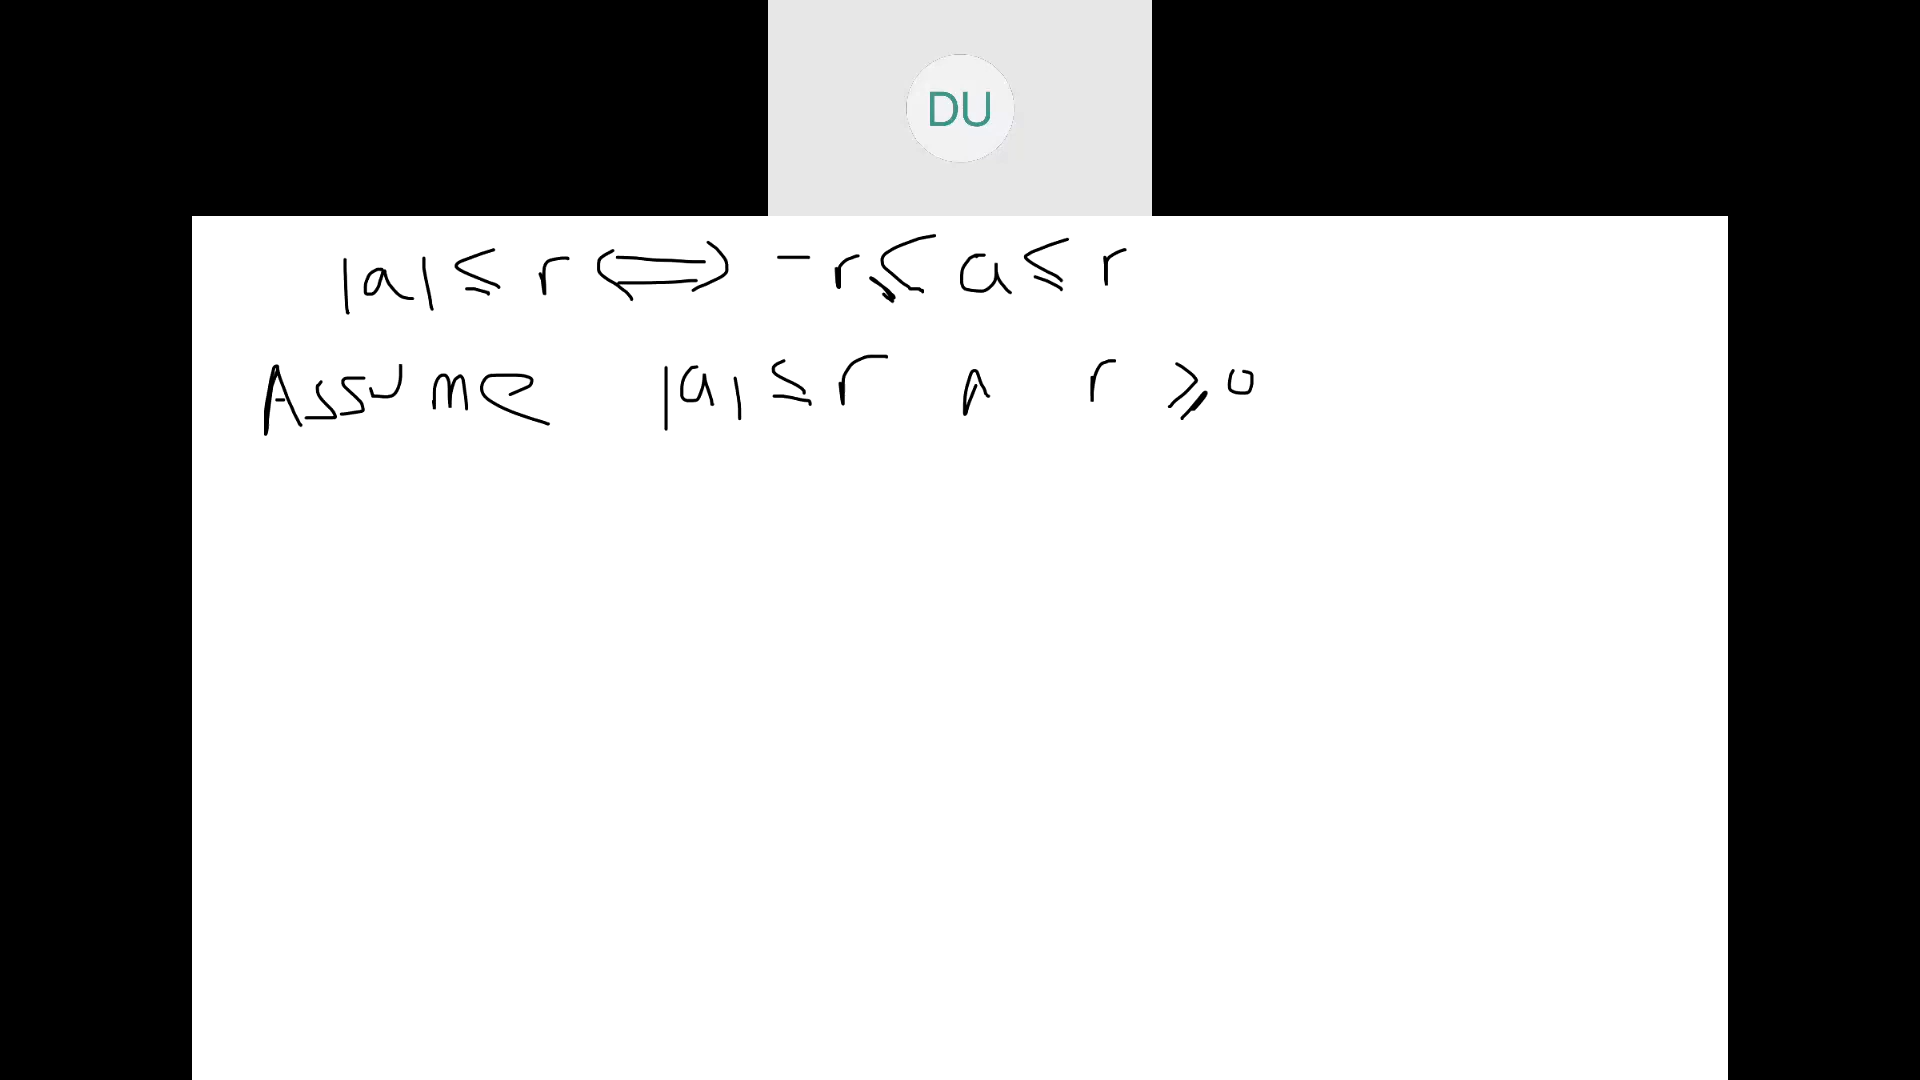 DU
|a| ≤ r ⟺ -r ≤ a ≤ r
Assume |a| ≤ r ∧ r ≥ 0